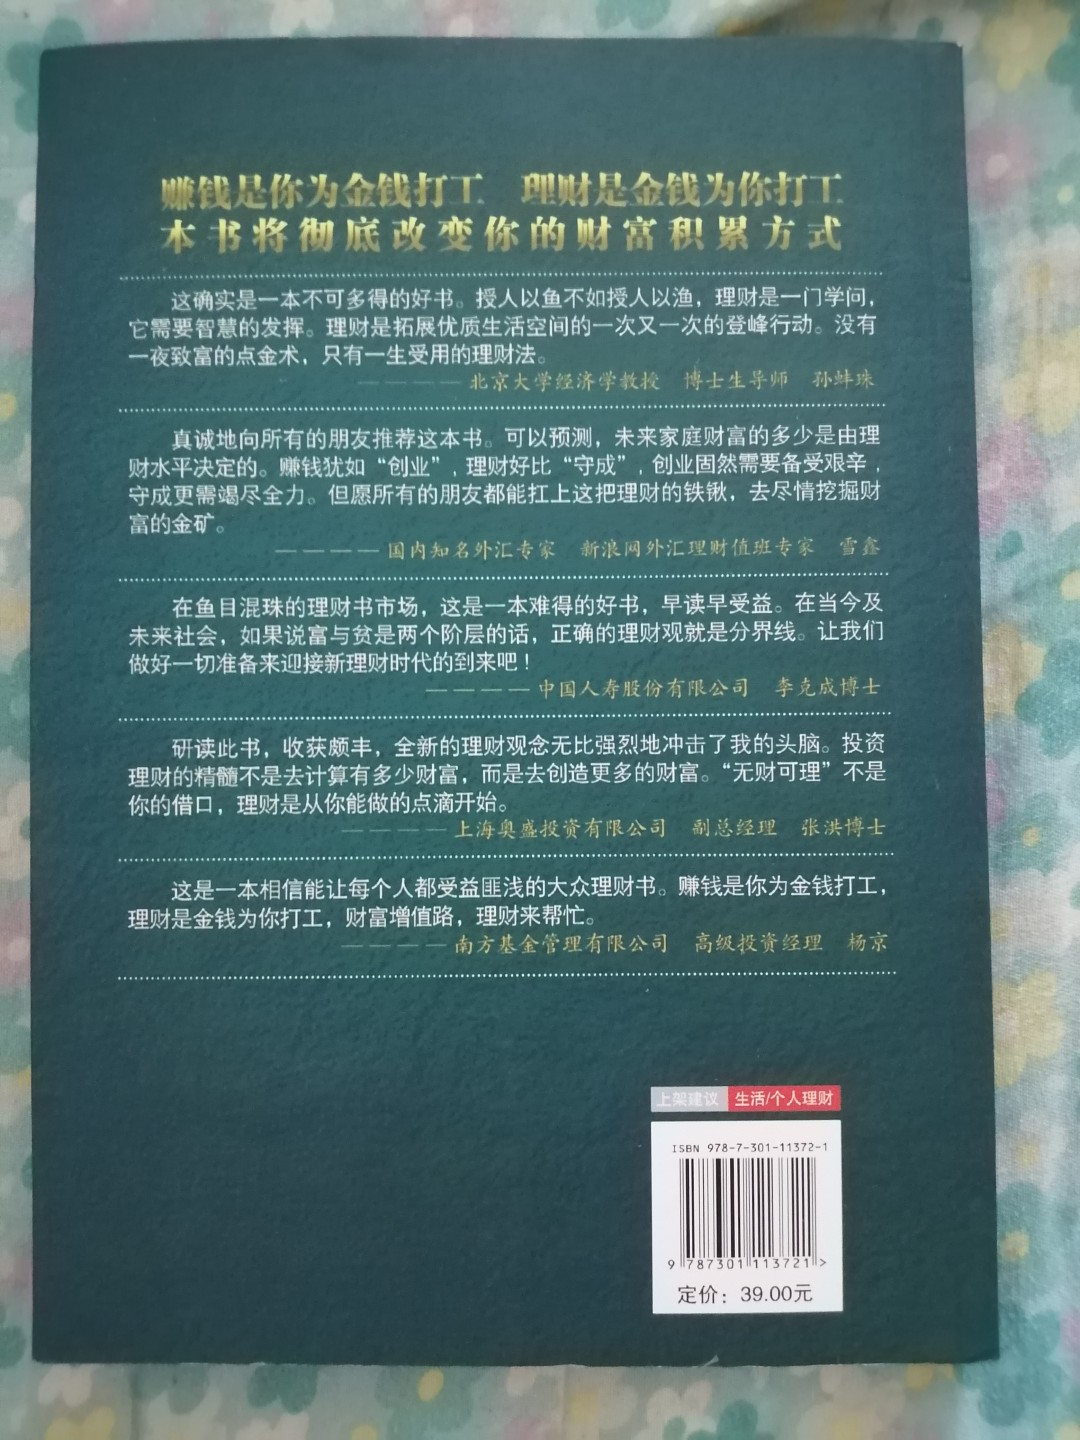 赚钱是你为金钱打工　理财是金钱为你打工
本书将彻底改变你的财富积累方式
这确实是一本不可多得的好书。授人以鱼不如授人以渔，理财是一门学问，
它需要智慧的发挥。理财是拓展优质生活空间的一次又一次的登峰行动。没有
一夜致富的点金术，只有一生受用的理财法。
————北京大学经济学教授　博士生导师　孙蚌珠
真诚地向所有的朋友推荐这本书。可以预测，未来家庭财富的多少是由理
财水平决定的。赚钱犹如“创业”，理财好比“守成”，创业固然需要备受艰辛，
守成更需竭尽全力。但愿所有的朋友都能扛上这把理财的铁锹，去尽情挖掘财
富的金矿。
————国内知名外汇专家　新浪网外汇理财值班专家　雪鑫
在鱼目混珠的理财书市场，这是一本难得的好书，早读早受益。在当今及
未来社会，如果说富与贫是两个阶层的话，正确的理财观就是分界线。让我们
做好一切准备来迎接新理财时代的到来吧！
————中国人寿股份有限公司　李克成博士
研读此书，收获颇丰，全新的理财观念无比强烈地冲击了我的头脑。投资
理财的精髓不是去计算有多少财富，而是去创造更多的财富。“无财可理”不是
你的借口，理财是从你能做的点滴开始。
————上海奥盛投资有限公司　副总经理　张洪博士
这是一本相信能让每个人都受益匪浅的大众理财书。赚钱是你为金钱打工，
理财是金钱为你打工，财富增值路，理财来帮忙。
————南方基金管理有限公司　高级投资经理　杨京
上架建议　生活/个人理财
ISBN 978-7-301-11372-1
9 787301 113721 >
定价：39.00元